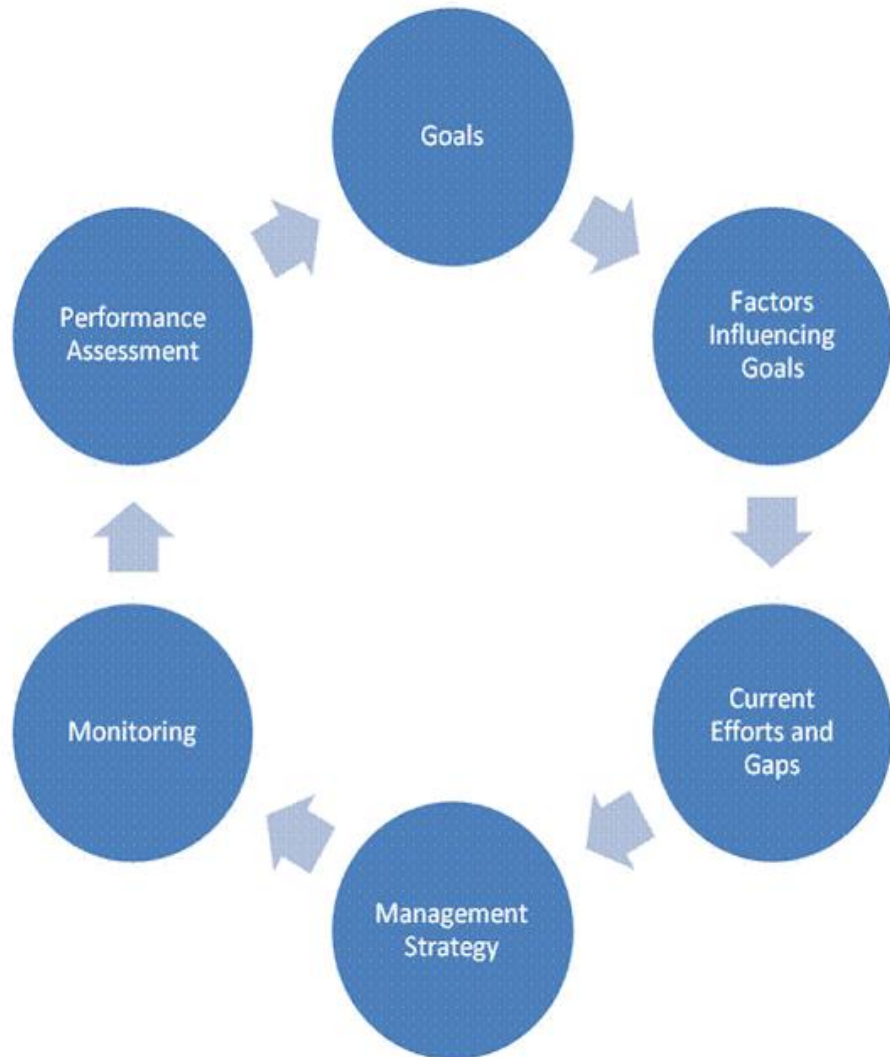 Goals
Factors
Influencing
Goals
Current
Efforts and
Gaps
Management
Strategy
Monitoring
Performance
Assessment